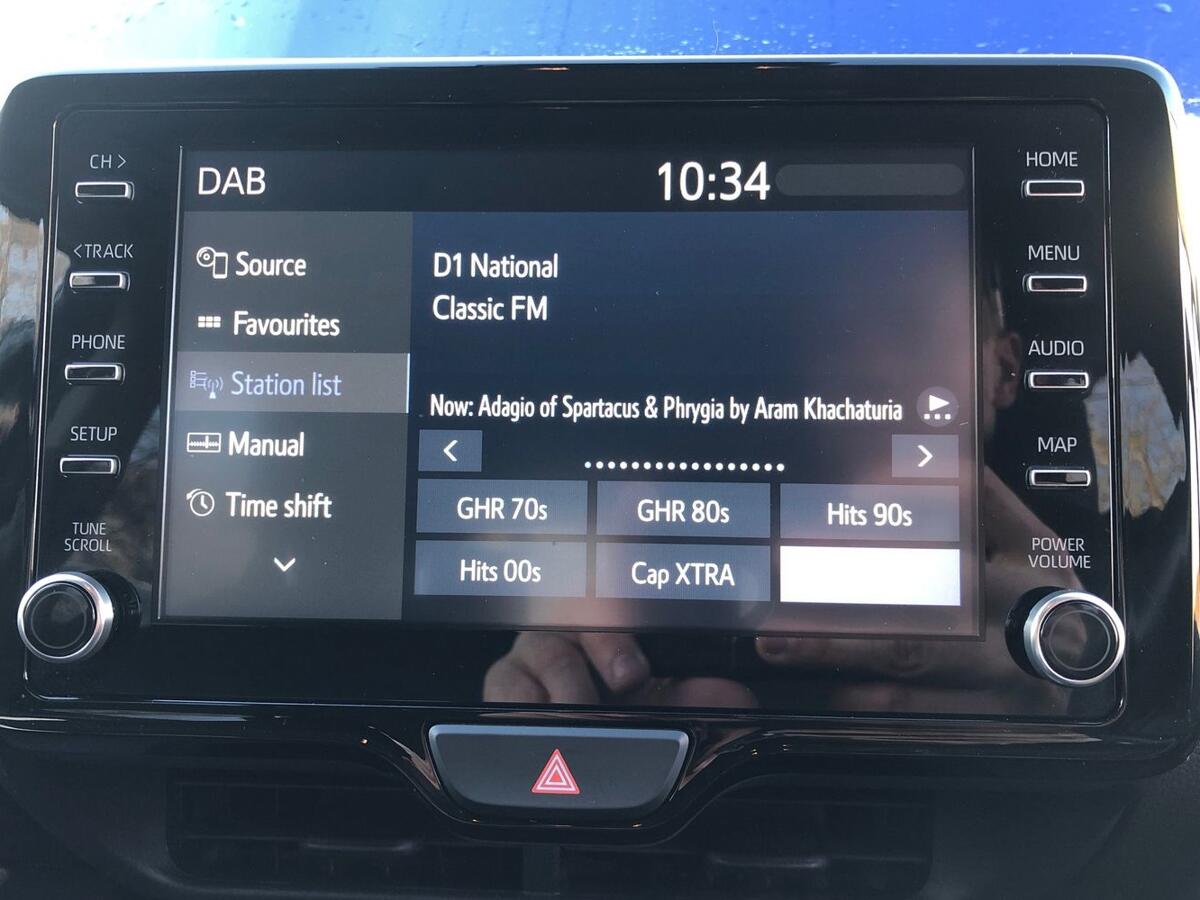 CH >
<TRACK
PHONE
SETUP
TUNE
SCROLL
DAB
10:34
Source
Favourites
Station list
Manual
Time shift
D1 National
Classic FM
Now: Adagio of Spartacus & Phrygia by Aram Khachaturia
<
>
GHR 70s
GHR 80s
Hits 90s
Hits 00s
Cap XTRA
HOME
MENU
AUDIO
MAP
POWER
VOLUME